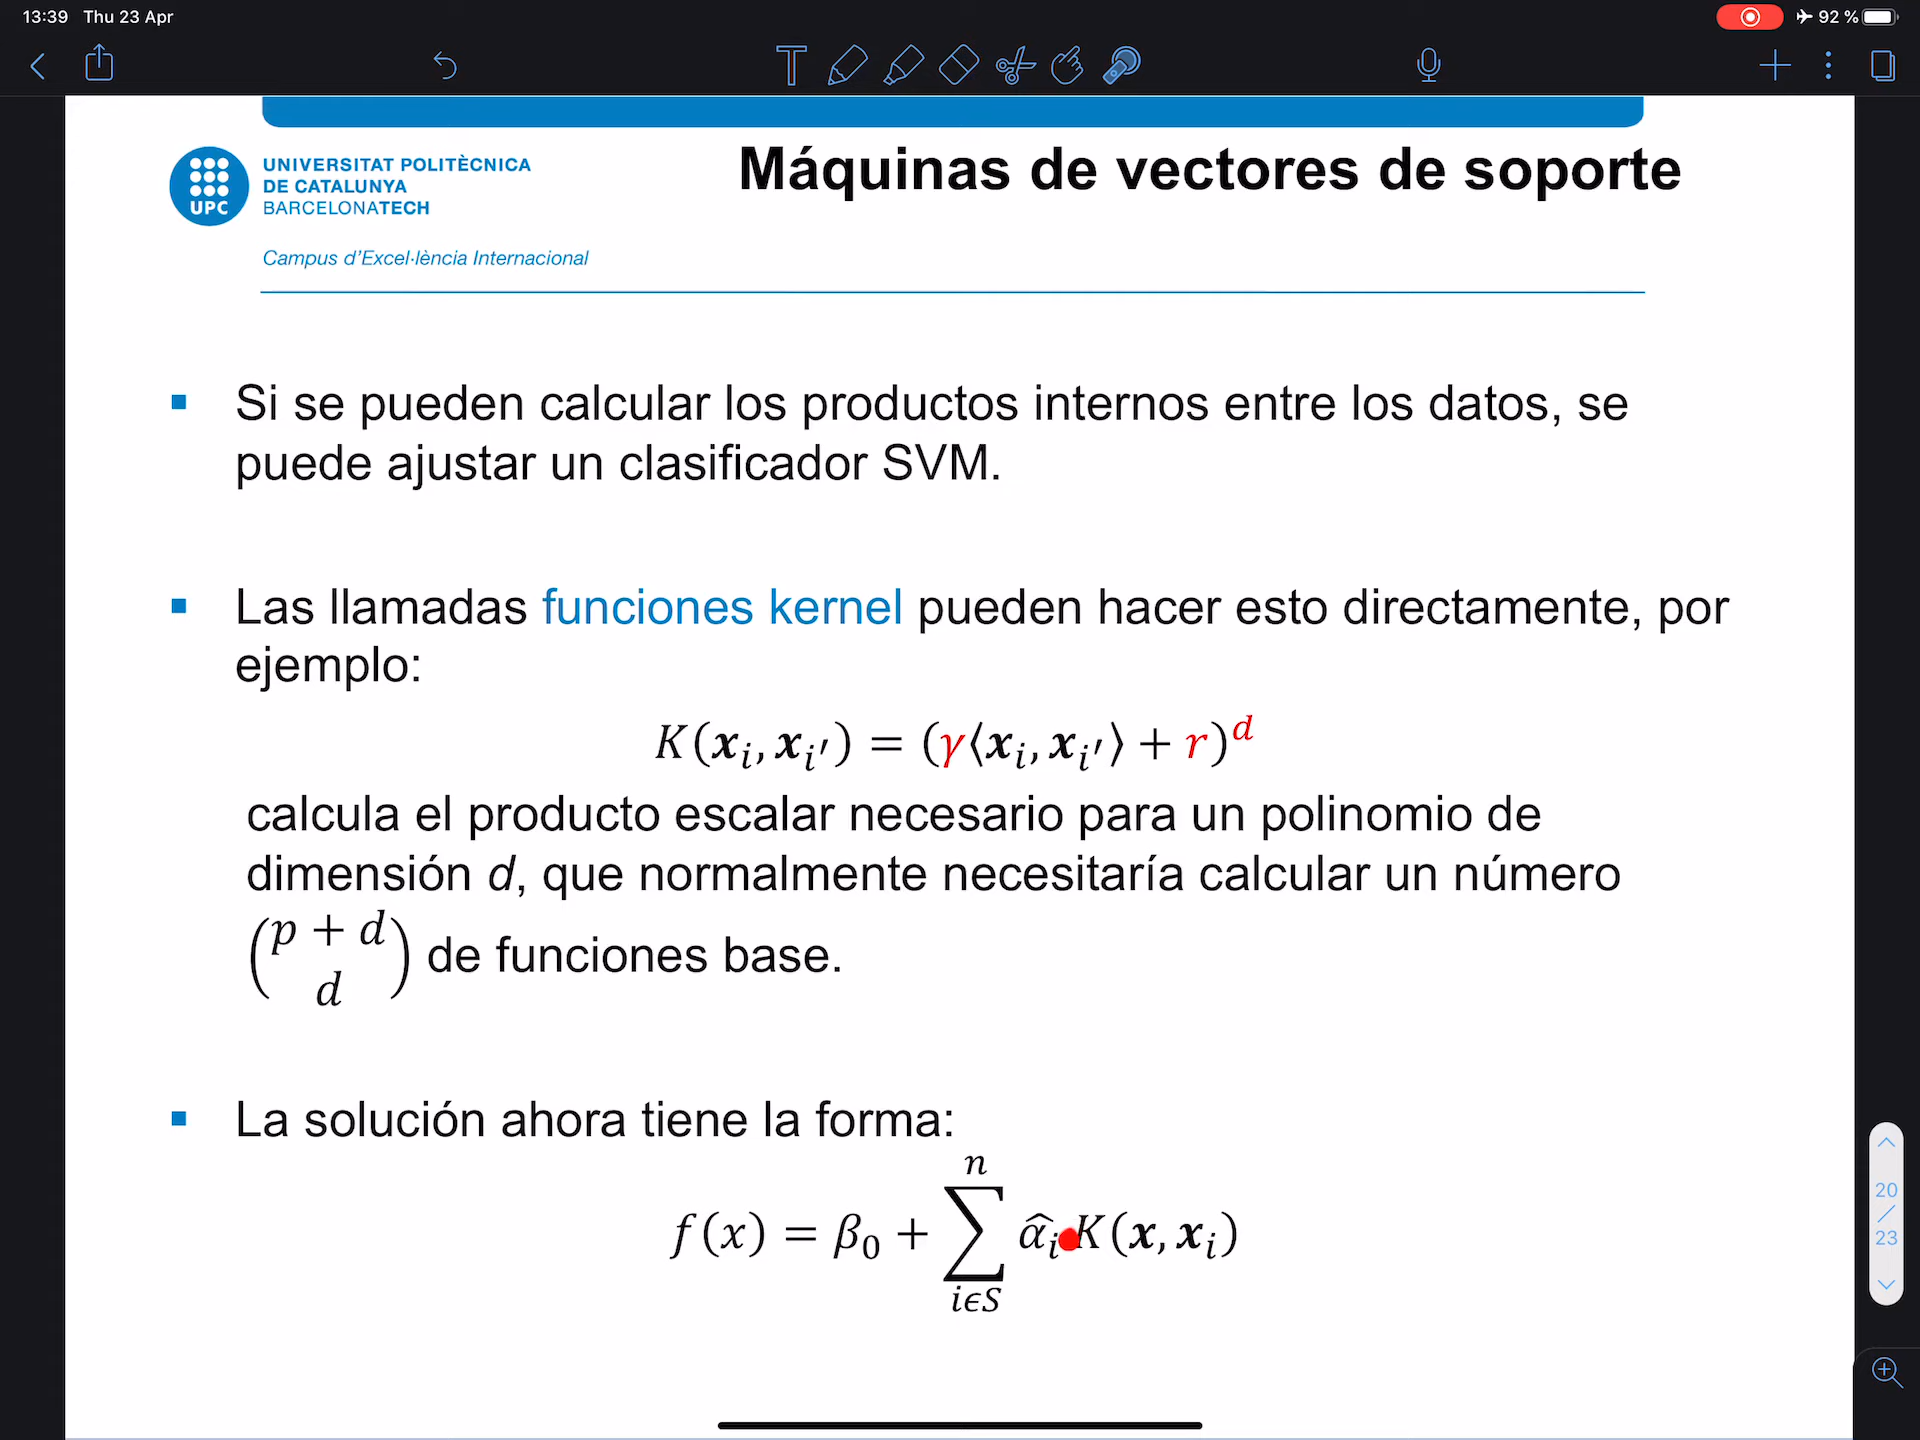 13:39 Thu 23 Apr
92 %
UNIVERSITAT POLITÈCNICA
DE CATALUNYA
BARCELONATECH
UPC
Campus d'Excel·lència Internacional
Máquinas de vectores de soporte
▪ Si se pueden calcular los productos internos entre los datos, se
puede ajustar un clasificador SVM.
▪ Las llamadas funciones kernel pueden hacer esto directamente, por
ejemplo:
K(𝒙ᵢ, 𝒙ᵢ′) = (γ⟨𝒙ᵢ, 𝒙ᵢ′⟩ + r)ᵈ
calcula el producto escalar necesario para un polinomio de
dimensión d, que normalmente necesitaría calcular un número
(p + d
d) de funciones base.
▪ La solución ahora tiene la forma:
n
f(x) = β₀ + ∑ α̂ᵢ K(𝒙, 𝒙ᵢ)
iϵS
20
/
23